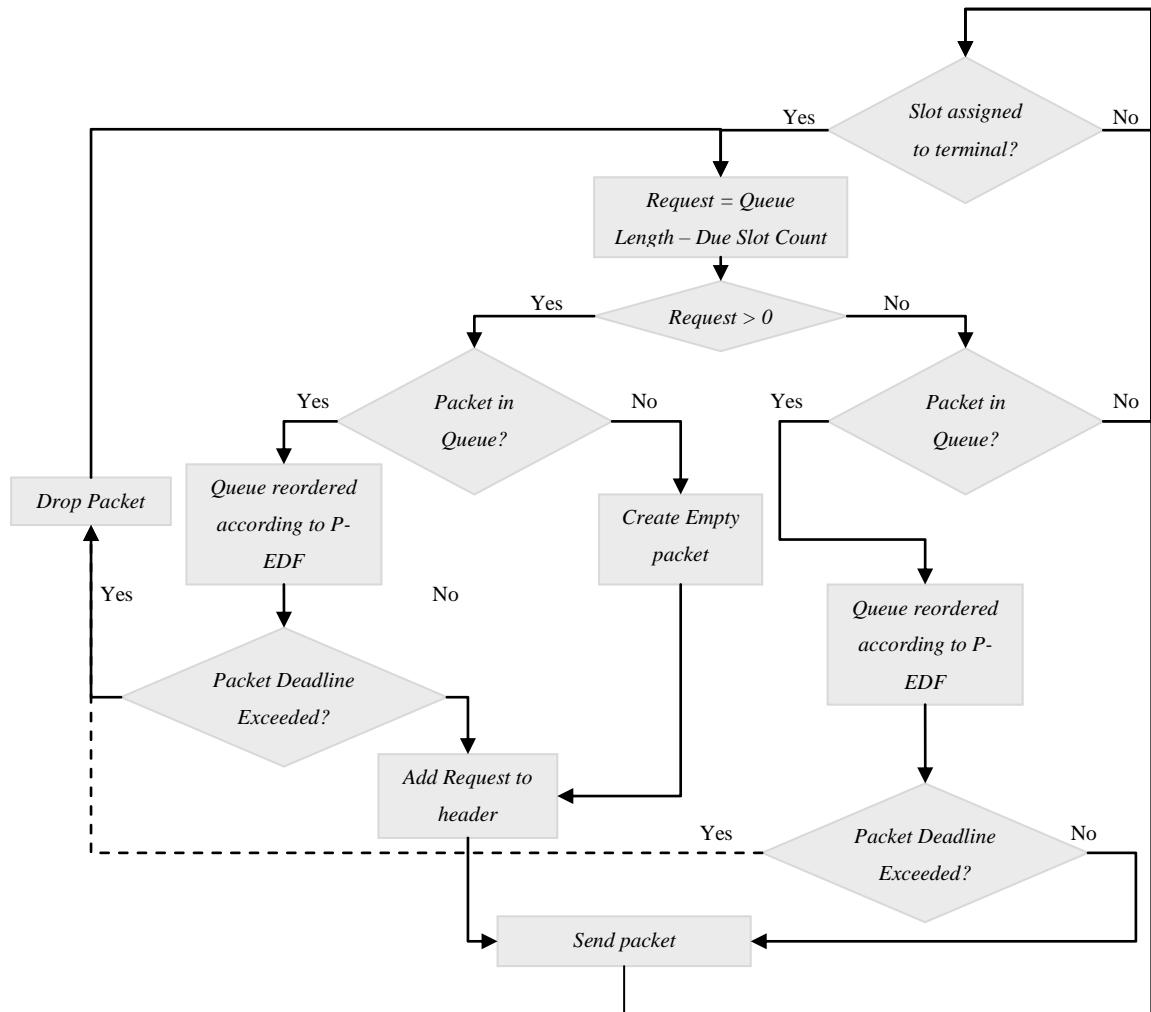 Yes
Slot assigned
to terminal?
No
Request = Queue
Length – Due Slot Count
Yes
Request > 0
No
Yes
Packet in
Queue?
No
Yes
Packet in
Queue?
No
Drop Packet
Queue reordered
according to P-
EDF
Create Empty
packet
Yes
No
Queue reordered
according to P-
EDF
Packet Deadline
Exceeded?
Add Request to
header
Yes
Packet Deadline
Exceeded?
No
Send packet